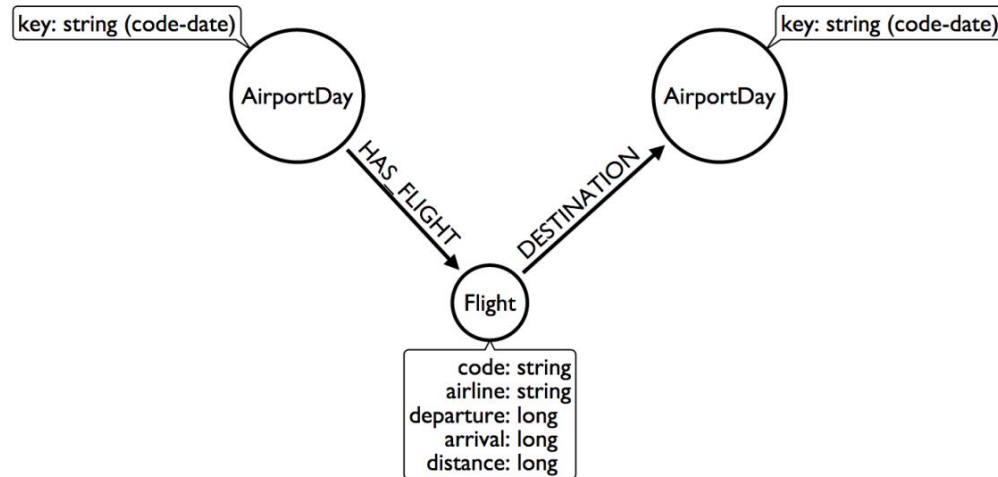 key: string (code-date)
key: string (code-date)
AirportDay
AirportDay
HAS_FLIGHT
DESTINATION
Flight
code: string
airline: string
departure: long
arrival: long
distance: long